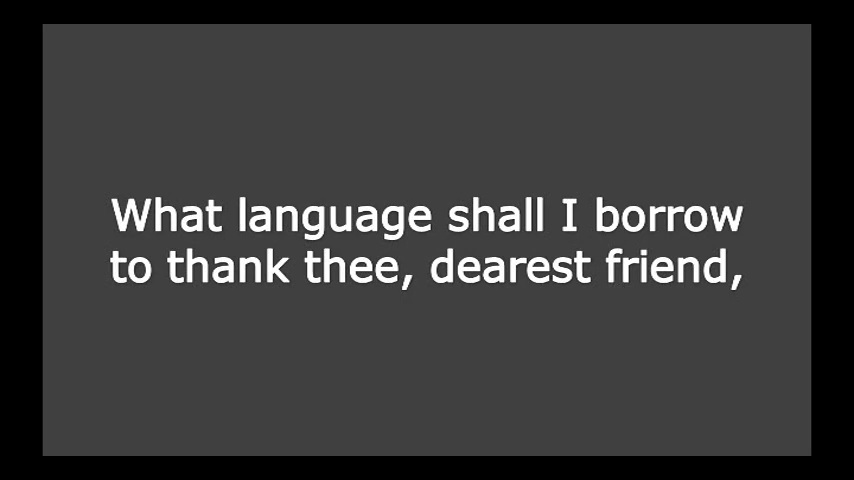 What language shall I borrow
to thank thee, dearest friend,